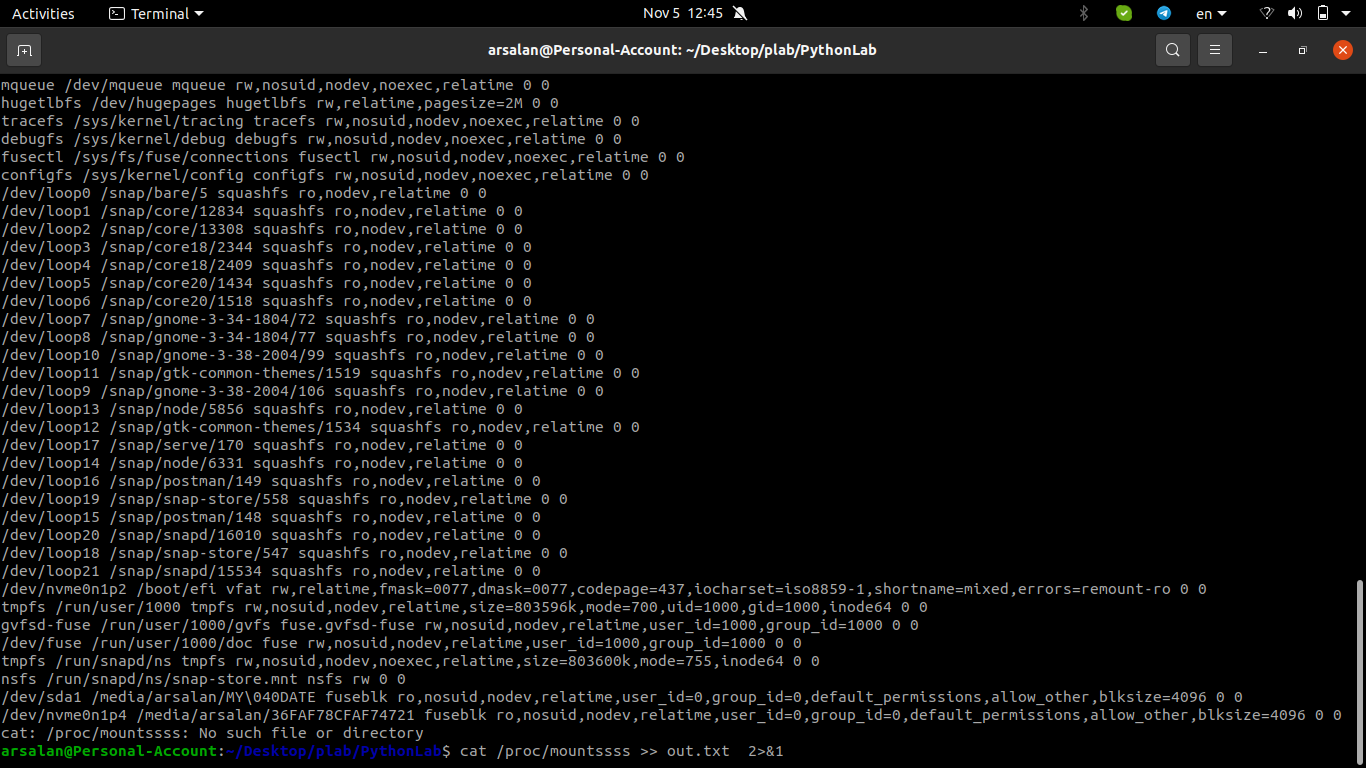 Activities Terminal Nov 5 12:45 en
arsalan@Personal-Account: ~/Desktop/plab/PythonLab
mqueue /dev/mqueue mqueue rw,nosuid,nodev,noexec,relatime 0 0
hugetlbfs /dev/hugepages hugetlbfs rw,relatime,pagesize=2M 0 0
tracefs /sys/kernel/tracing tracefs rw,nosuid,nodev,noexec,relatime 0 0
debugfs /sys/kernel/debug debugfs rw,nosuid,nodev,noexec,relatime 0 0
fusectl /sys/fs/fuse/connections fusectl rw,nosuid,nodev,noexec,relatime 0 0
configfs /sys/kernel/config configfs rw,nosuid,nodev,noexec,relatime 0 0
/dev/loop0 /snap/bare/5 squashfs ro,nodev,relatime 0 0
/dev/loop1 /snap/core/12834 squashfs ro,nodev,relatime 0 0
/dev/loop2 /snap/core/13308 squashfs ro,nodev,relatime 0 0
/dev/loop3 /snap/core18/2344 squashfs ro,nodev,relatime 0 0
/dev/loop4 /snap/core18/2409 squashfs ro,nodev,relatime 0 0
/dev/loop5 /snap/core20/1434 squashfs ro,nodev,relatime 0 0
/dev/loop6 /snap/core20/1518 squashfs ro,nodev,relatime 0 0
/dev/loop7 /snap/gnome-3-34-1804/72 squashfs ro,nodev,relatime 0 0
/dev/loop8 /snap/gnome-3-34-1804/77 squashfs ro,nodev,relatime 0 0
/dev/loop10 /snap/gnome-3-38-2004/99 squashfs ro,nodev,relatime 0 0
/dev/loop11 /snap/gtk-common-themes/1519 squashfs ro,nodev,relatime 0 0
/dev/loop9 /snap/gnome-3-38-2004/106 squashfs ro,nodev,relatime 0 0
/dev/loop13 /snap/node/5856 squashfs ro,nodev,relatime 0 0
/dev/loop12 /snap/gtk-common-themes/1534 squashfs ro,nodev,relatime 0 0
/dev/loop17 /snap/serve/170 squashfs ro,nodev,relatime 0 0
/dev/loop14 /snap/node/6331 squashfs ro,nodev,relatime 0 0
/dev/loop16 /snap/postman/149 squashfs ro,nodev,relatime 0 0
/dev/loop19 /snap/snap-store/558 squashfs ro,nodev,relatime 0 0
/dev/loop15 /snap/postman/148 squashfs ro,nodev,relatime 0 0
/dev/loop20 /snap/snapd/16010 squashfs ro,nodev,relatime 0 0
/dev/loop18 /snap/snap-store/547 squashfs ro,nodev,relatime 0 0
/dev/loop21 /snap/snapd/15534 squashfs ro,nodev,relatime 0 0
/dev/nvme0n1p2 /boot/efi vfat rw,relatime,fmask=0077,dmask=0077,codepage=437,iocharset=iso8859-1,shortname=mixed,errors=remount-ro 0 0
tmpfs /run/user/1000 tmpfs rw,nosuid,nodev,relatime,size=803596k,mode=700,uid=1000,gid=1000,inode64 0 0
gvfsd-fuse /run/user/1000/gvfs fuse.gvfsd-fuse rw,nosuid,nodev,relatime,user_id=1000,group_id=1000 0 0
/dev/fuse /run/user/1000/doc fuse rw,nosuid,nodev,relatime,user_id=1000,group_id=1000 0 0
tmpfs /run/snapd/ns tmpfs rw,nosuid,nodev,noexec,relatime,size=803600k,mode=755,inode64 0 0
nsfs /run/snapd/ns/snap-store.mnt nsfs rw 0 0
/dev/sda1 /media/arsalan/MY\040DATE fuseblk ro,nosuid,nodev,relatime,user_id=0,group_id=0,default_permissions,allow_other,blksize=4096 0 0
/dev/nvme0n1p4 /media/arsalan/36FAF78CFAF74721 fuseblk ro,nosuid,nodev,relatime,user_id=0,group_id=0,default_permissions,allow_other,blksize=4096 0 0
cat: /proc/mountssss: No such file or directory
arsalan@Personal-Account:~/Desktop/plab/PythonLab$ cat /proc/mountssss >> out.txt  2>&1